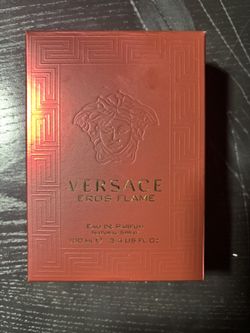 VERSACE
EROS FLAME
EAU DE PARFUM
NATURAL SPRAY
100 ML ℮ 3.4 US FL.OZ.